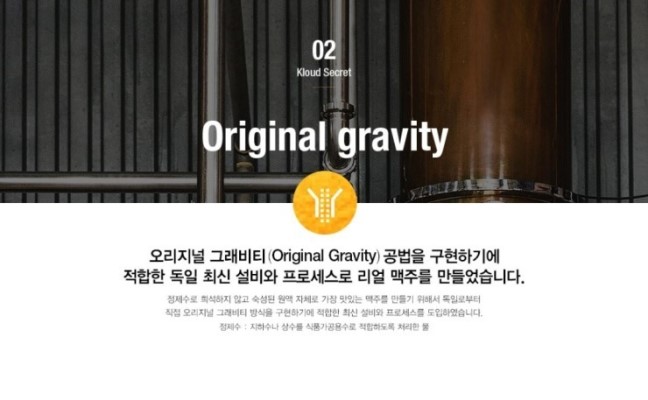 02
Kloud Secret
Original gravity
오리지널 그래비티(Original Gravity) 공법을 구현하기에
적합한 독일 최신 설비와 프로세스로 리얼 맥주를 만들었습니다.
정제수로 희석하지 않고 숙성된 원액 자체로 가장 맛있는 맥주를 만들기 위해서 독일로부터
직접 오리지널 그래비티 방식을 구현하기에 적합한 최신 설비와 프로세스를 도입하였습니다.
정제수 : 지하수나 상수를 식품가공용수로 적합하도록 처리한 물